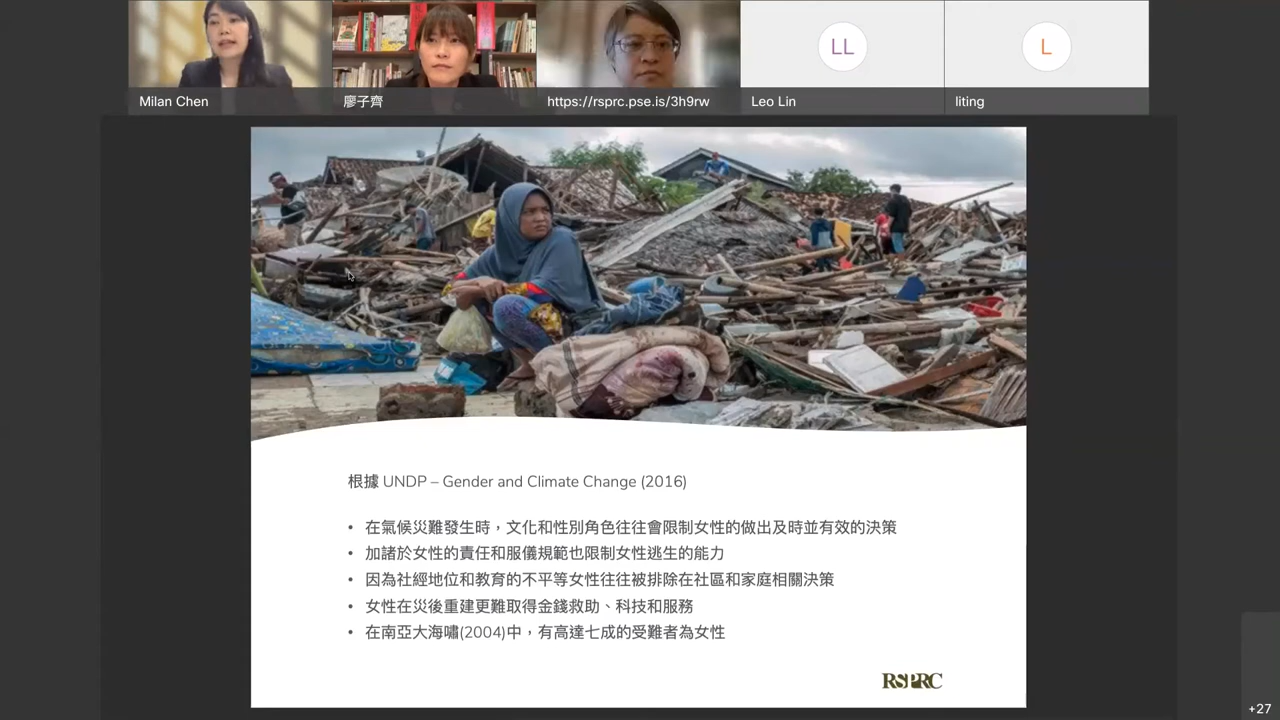 Milan Chen
廖子齊
https://rsprc.pse.is/3h9rw
LL
Leo Lin
L
liting
根據 UNDP – Gender and Climate Change (2016)
• 在氣候災難發生時，文化和性別角色往往會限制女性的做出及時並有效的決策
• 加諸於女性的責任和服儀規範也限制女性逃生的能力
• 因為社經地位和教育的不平等女性往往被排除在社區和家庭相關決策
• 女性在災後重建更難取得金錢救助、科技和服務
• 在南亞大海嘯(2004)中，有高達七成的受難者為女性
RSPRC
+27